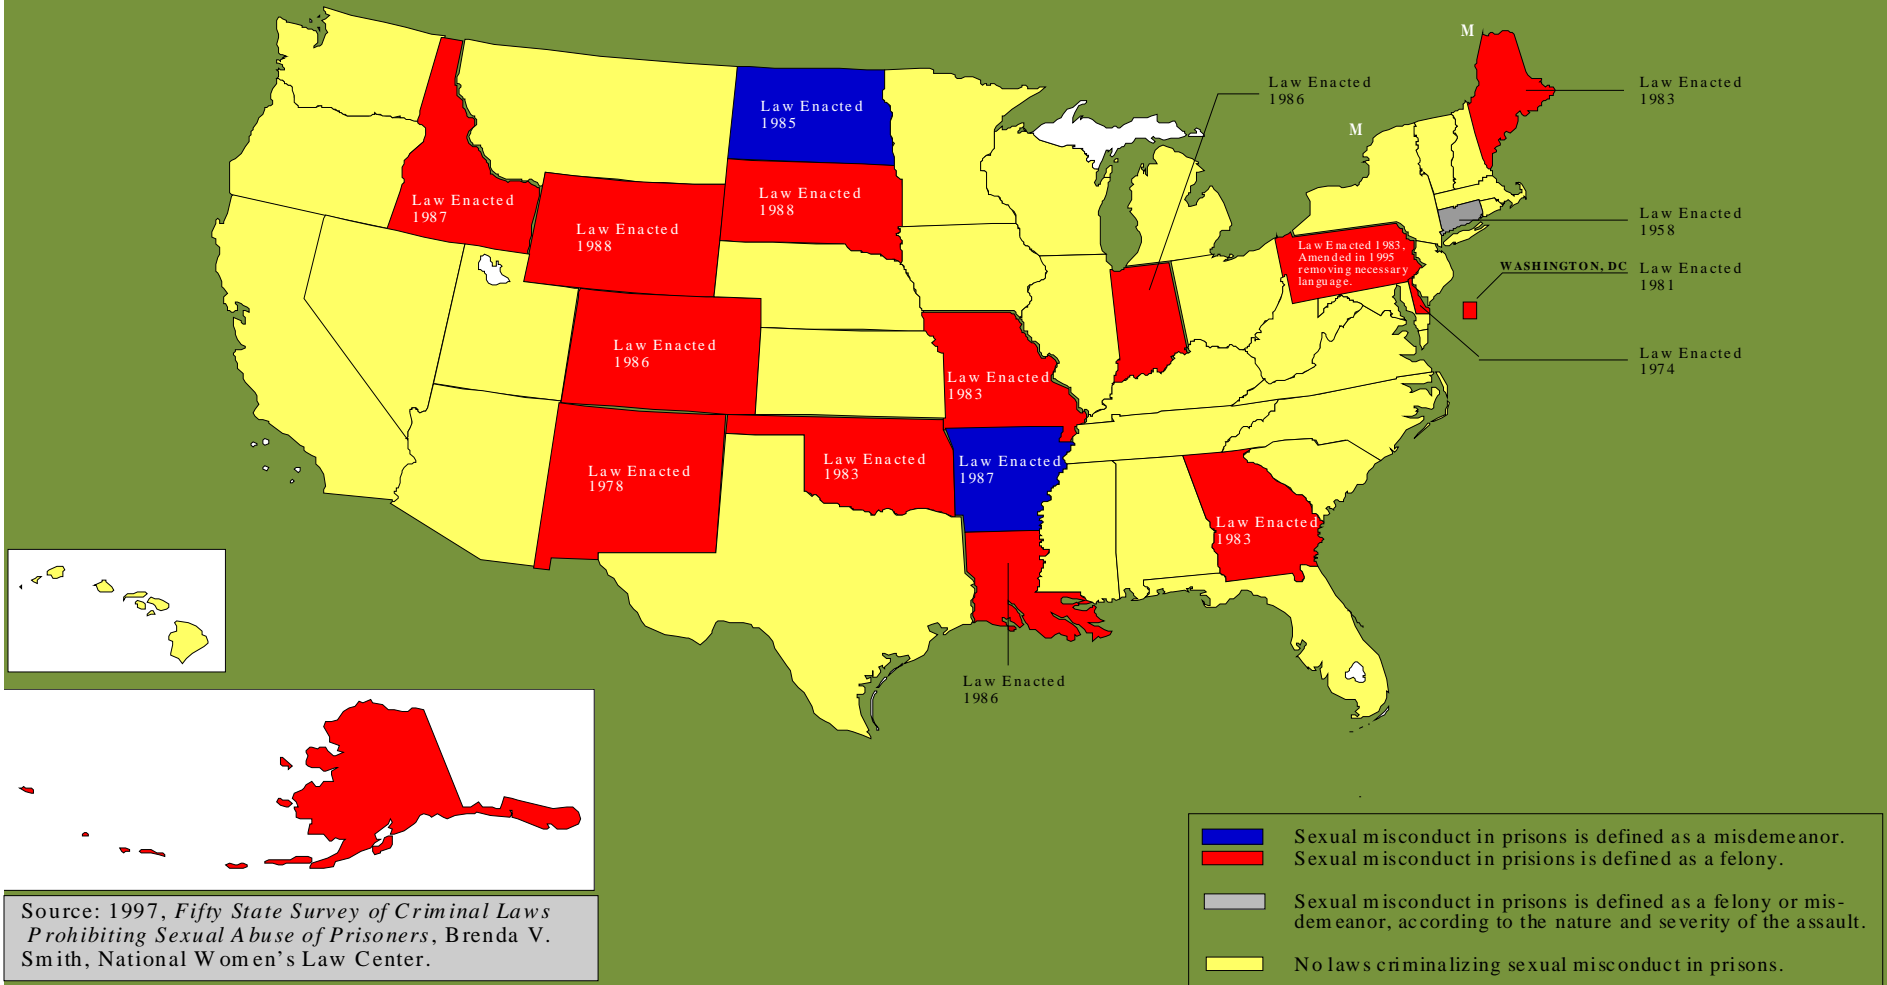 M
Law Enacted
1986
Law Enacted
1983
Law Enacted
1985
M
Law Enacted
1987
Law Enacted
1988
Law Enacted
1988
Law Enacted
1958
Law Enacted 1983,
Amended in 1995
removing necessary
language.
WASHINGTON, DC
Law Enacted
1981
Law Enacted
1986
Law Enacted
1974
Law Enacted
1983
Law Enacted
1978
Law Enacted
1983
Law Enacted
1987
Law Enacted
1983
Law Enacted
1986
Sexual misconduct in prisons is defined as a misdemeanor.
Sexual misconduct in prisions is defined as a felony.
Sexual misconduct in prisons is defined as a felony or mis-
demeanor, according to the nature and severity of the assault.
No laws criminalizing sexual misconduct in prisons.
Source: 1997, Fifty State Survey of Criminal Laws
Prohibiting Sexual Abuse of Prisoners, Brenda V.
Smith, National Women's Law Center.